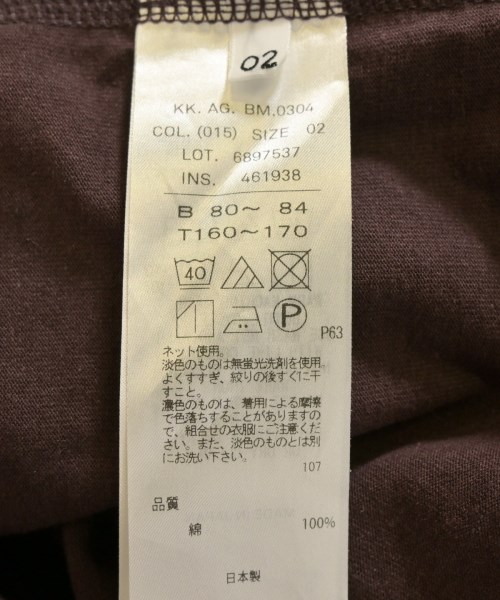 02
KK. AG. BM.0304
COL. (015) SIZE 02
LOT. 6897537
INS. 461938
B 80～ 84
T160～170
40
P
P63
ネット使用。
淡色のものは無蛍光洗剤を使用
よくすすぎ、絞りの後すぐに干
すこと。
濃色のものは、着用による摩擦
で色落ちすることがありますの
で、組合せの衣服にご注意くだ
さい。また、淡色のものとは別
にお洗い下さい。
107
品質
綿 100%
日本製